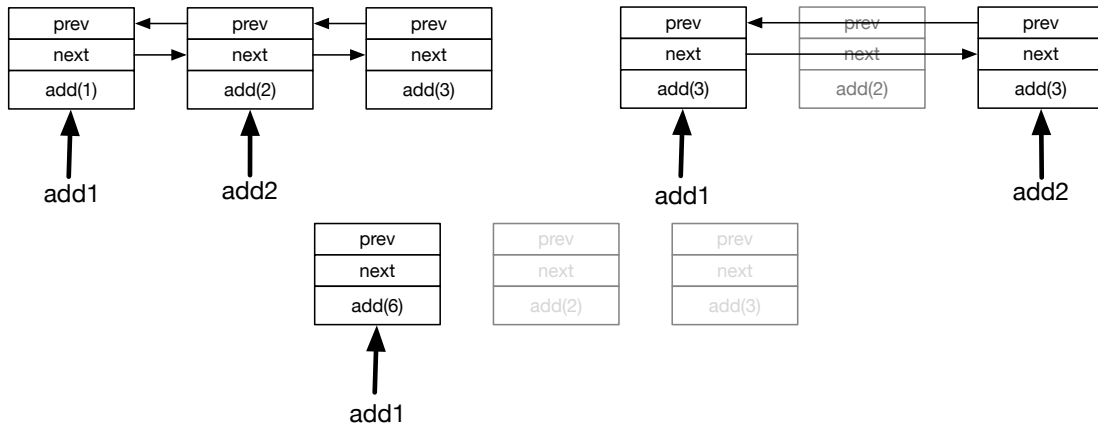 prev prev prev prev prev prev
next next next next next next
add(1) add(2) add(3) add(3) add(2) add(3)
add1 add2 add1 add2
prev prev prev
next next next
add(6) add(2) add(3)
add1